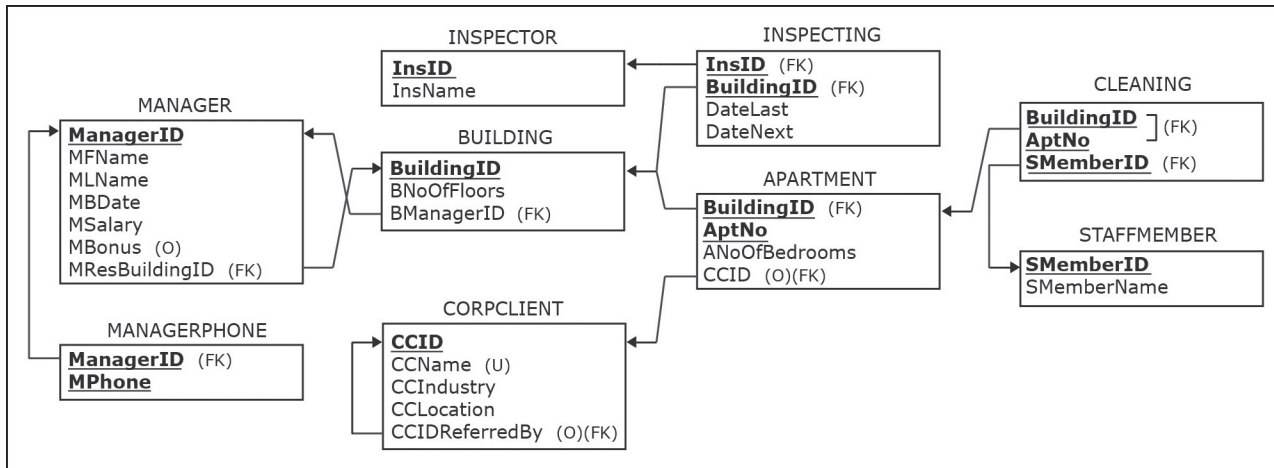 INSPECTOR
InsID
InsName
INSPECTING
InsID (FK)
BuildingID (FK)
DateLast
DateNext
CLEANING
BuildingID
AptNo
(FK)
SMemberID (FK)
MANAGER
ManagerID
MFName
MLName
MBDate
MSalary
MBonus (O)
MResBuildingID (FK)
BUILDING
BuildingID
BNoOfFloors
BManagerID (FK)
APARTMENT
BuildingID (FK)
AptNo
ANoOfBedrooms
CCID (O)(FK)
STAFFMEMBER
SMemberID
SMemberName
MANAGERPHONE
ManagerID (FK)
MPhone
CORPCLIENT
CCID
CCName (U)
CCIndustry
CCLocation
CCIDReferredBy (O)(FK)